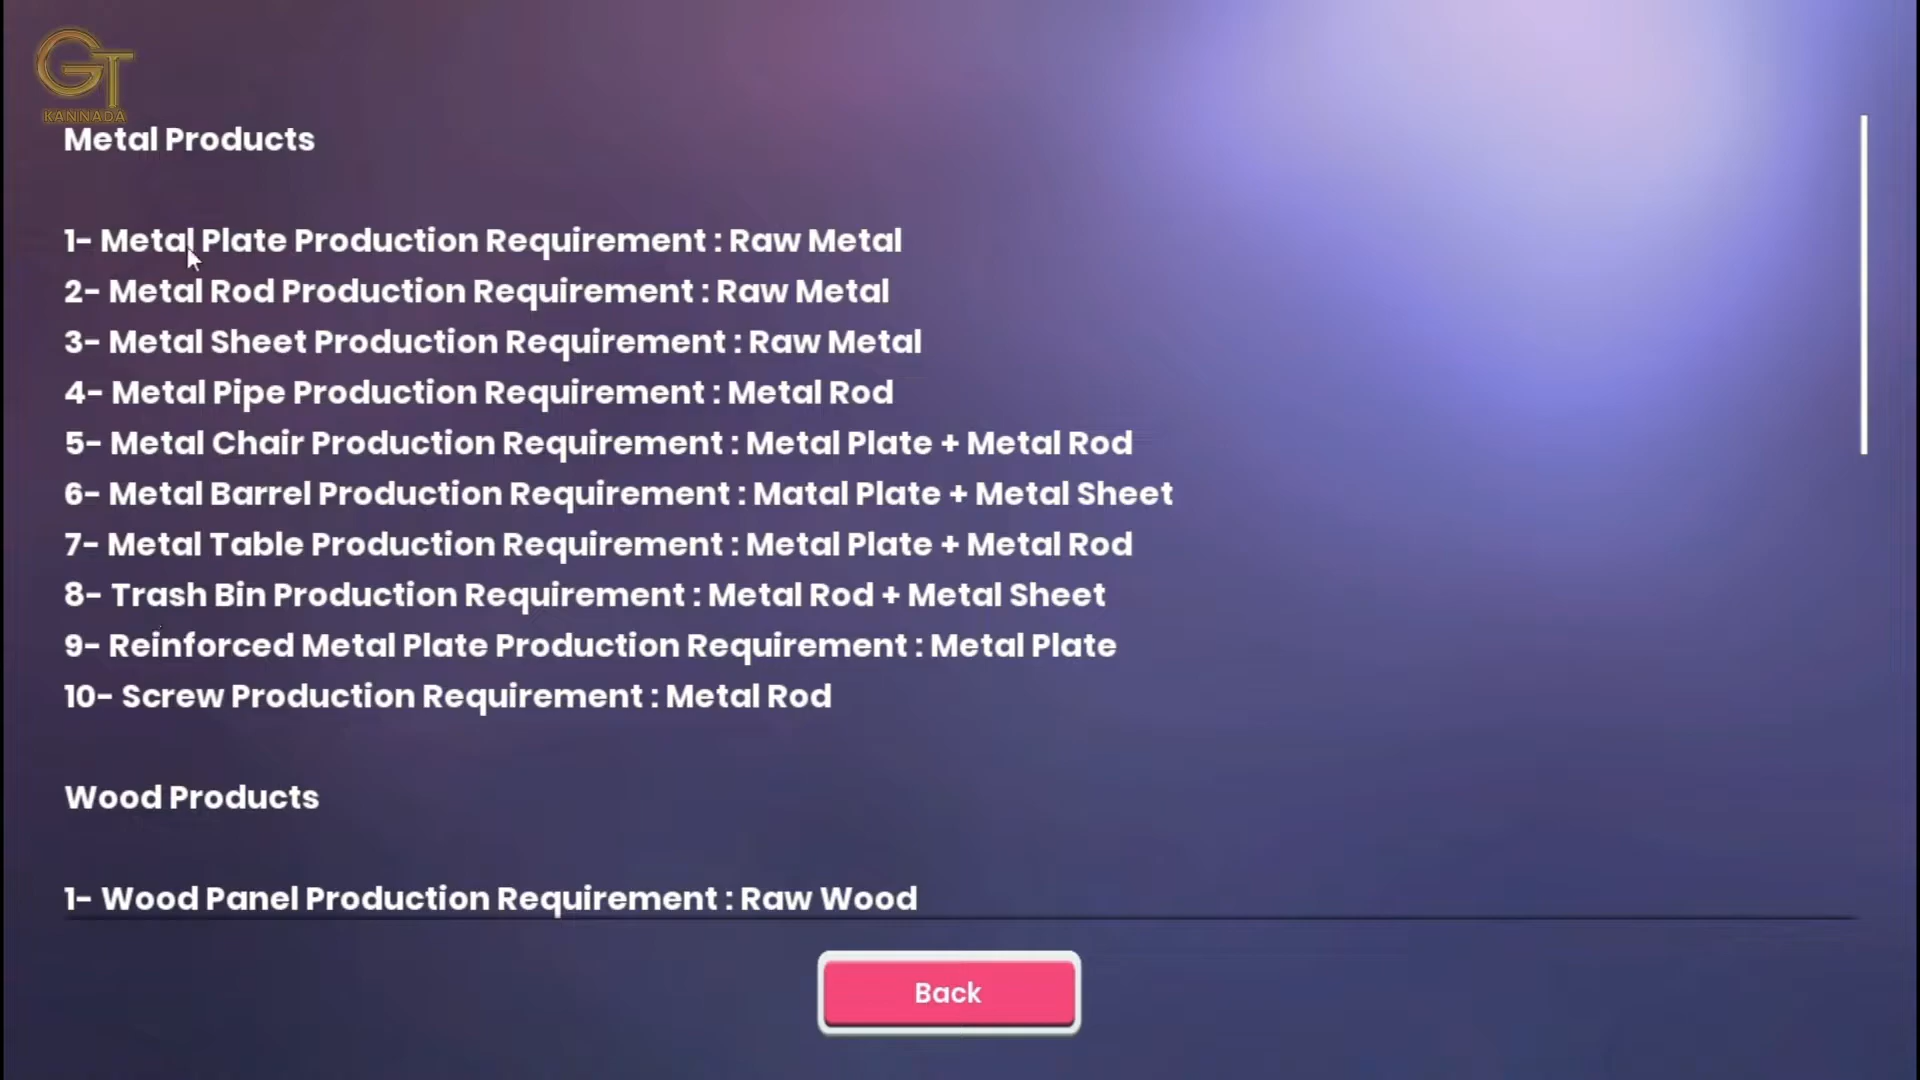 GT
KANNADA
Metal Products
1- Metal Plate Production Requirement : Raw Metal
2- Metal Rod Production Requirement : Raw Metal
3- Metal Sheet Production Requirement : Raw Metal
4- Metal Pipe Production Requirement : Metal Rod
5- Metal Chair Production Requirement : Metal Plate + Metal Rod
6- Metal Barrel Production Requirement : Matal Plate + Metal Sheet
7- Metal Table Production Requirement : Metal Plate + Metal Rod
8- Trash Bin Production Requirement : Metal Rod + Metal Sheet
9- Reinforced Metal Plate Production Requirement : Metal Plate
10- Screw Production Requirement : Metal Rod
Wood Products
1- Wood Panel Production Requirement : Raw Wood
Back